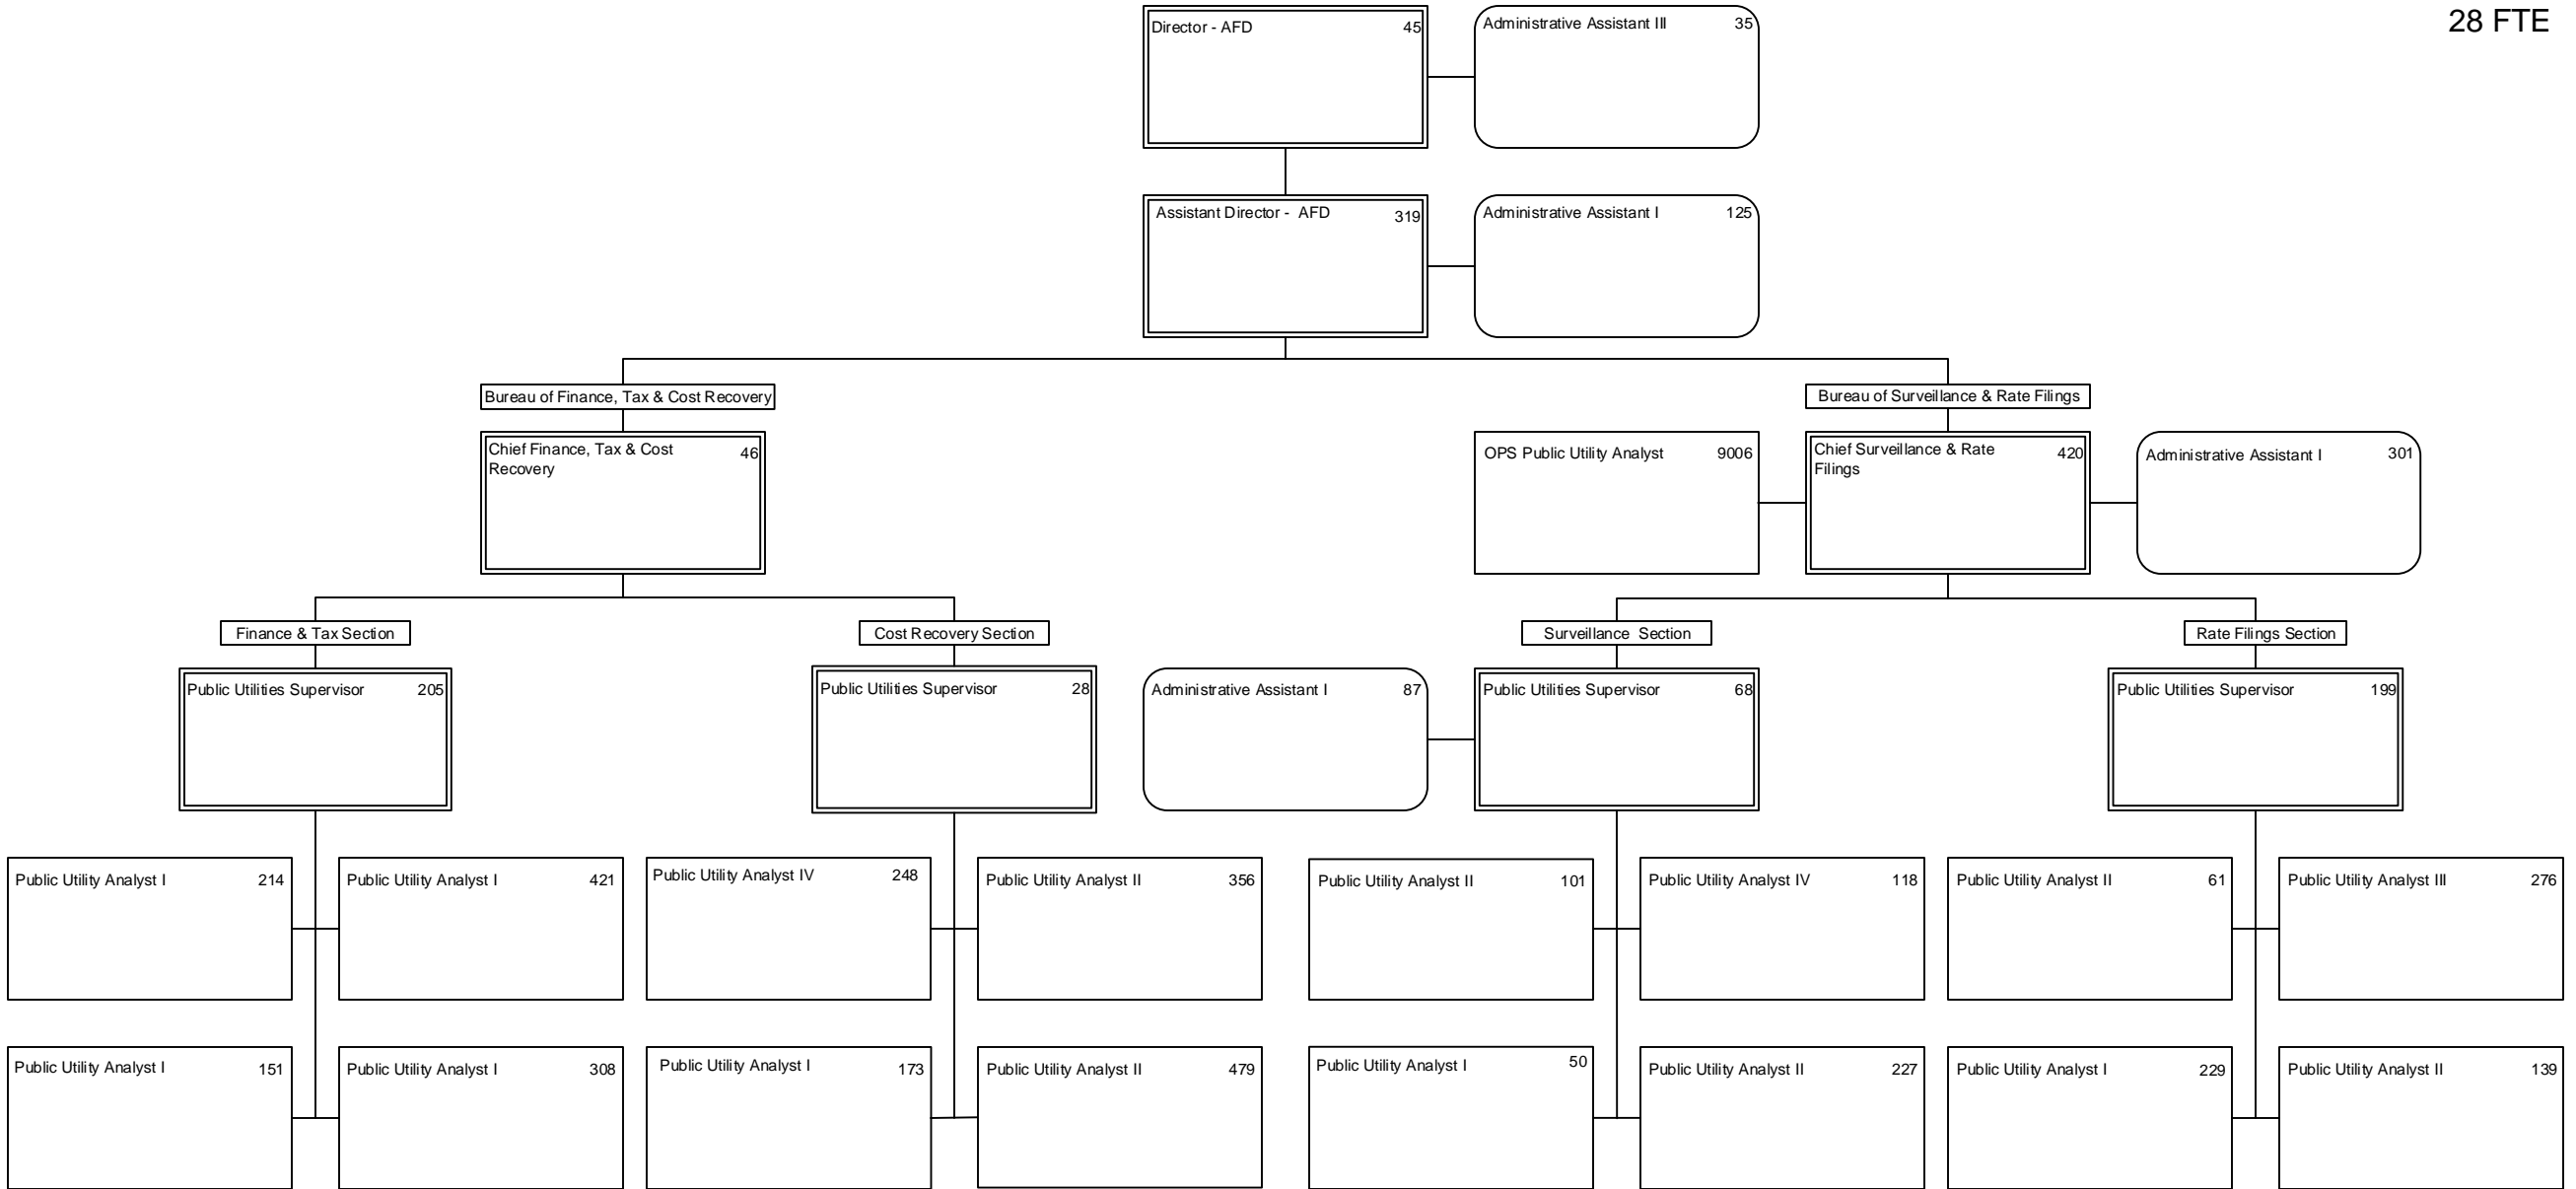 28 FTE
Director - AFD 45
Administrative Assistant III 35
Assistant Director - AFD 319
Administrative Assistant I 125
Bureau of Finance, Tax & Cost Recovery
Bureau of Surveillance & Rate Filings
Chief Finance, Tax & Cost 46
Recovery
OPS Public Utility Analyst 9006
Chief Surveillance & Rate 420
Filings
Administrative Assistant I 301
Finance & Tax Section
Cost Recovery Section
Surveillance Section
Rate Filings Section
Public Utilities Supervisor 205
Public Utilities Supervisor 28
Administrative Assistant I 87
Public Utilities Supervisor 68
Public Utilities Supervisor 199
Public Utility Analyst I 214
Public Utility Analyst I 421
Public Utility Analyst IV 248
Public Utility Analyst II 356
Public Utility Analyst II 101
Public Utility Analyst IV 118
Public Utility Analyst II 61
Public Utility Analyst III 276
Public Utility Analyst I 151
Public Utility Analyst I 308
Public Utility Analyst I 173
Public Utility Analyst II 479
Public Utility Analyst I 50
Public Utility Analyst II 227
Public Utility Analyst I 229
Public Utility Analyst II 139